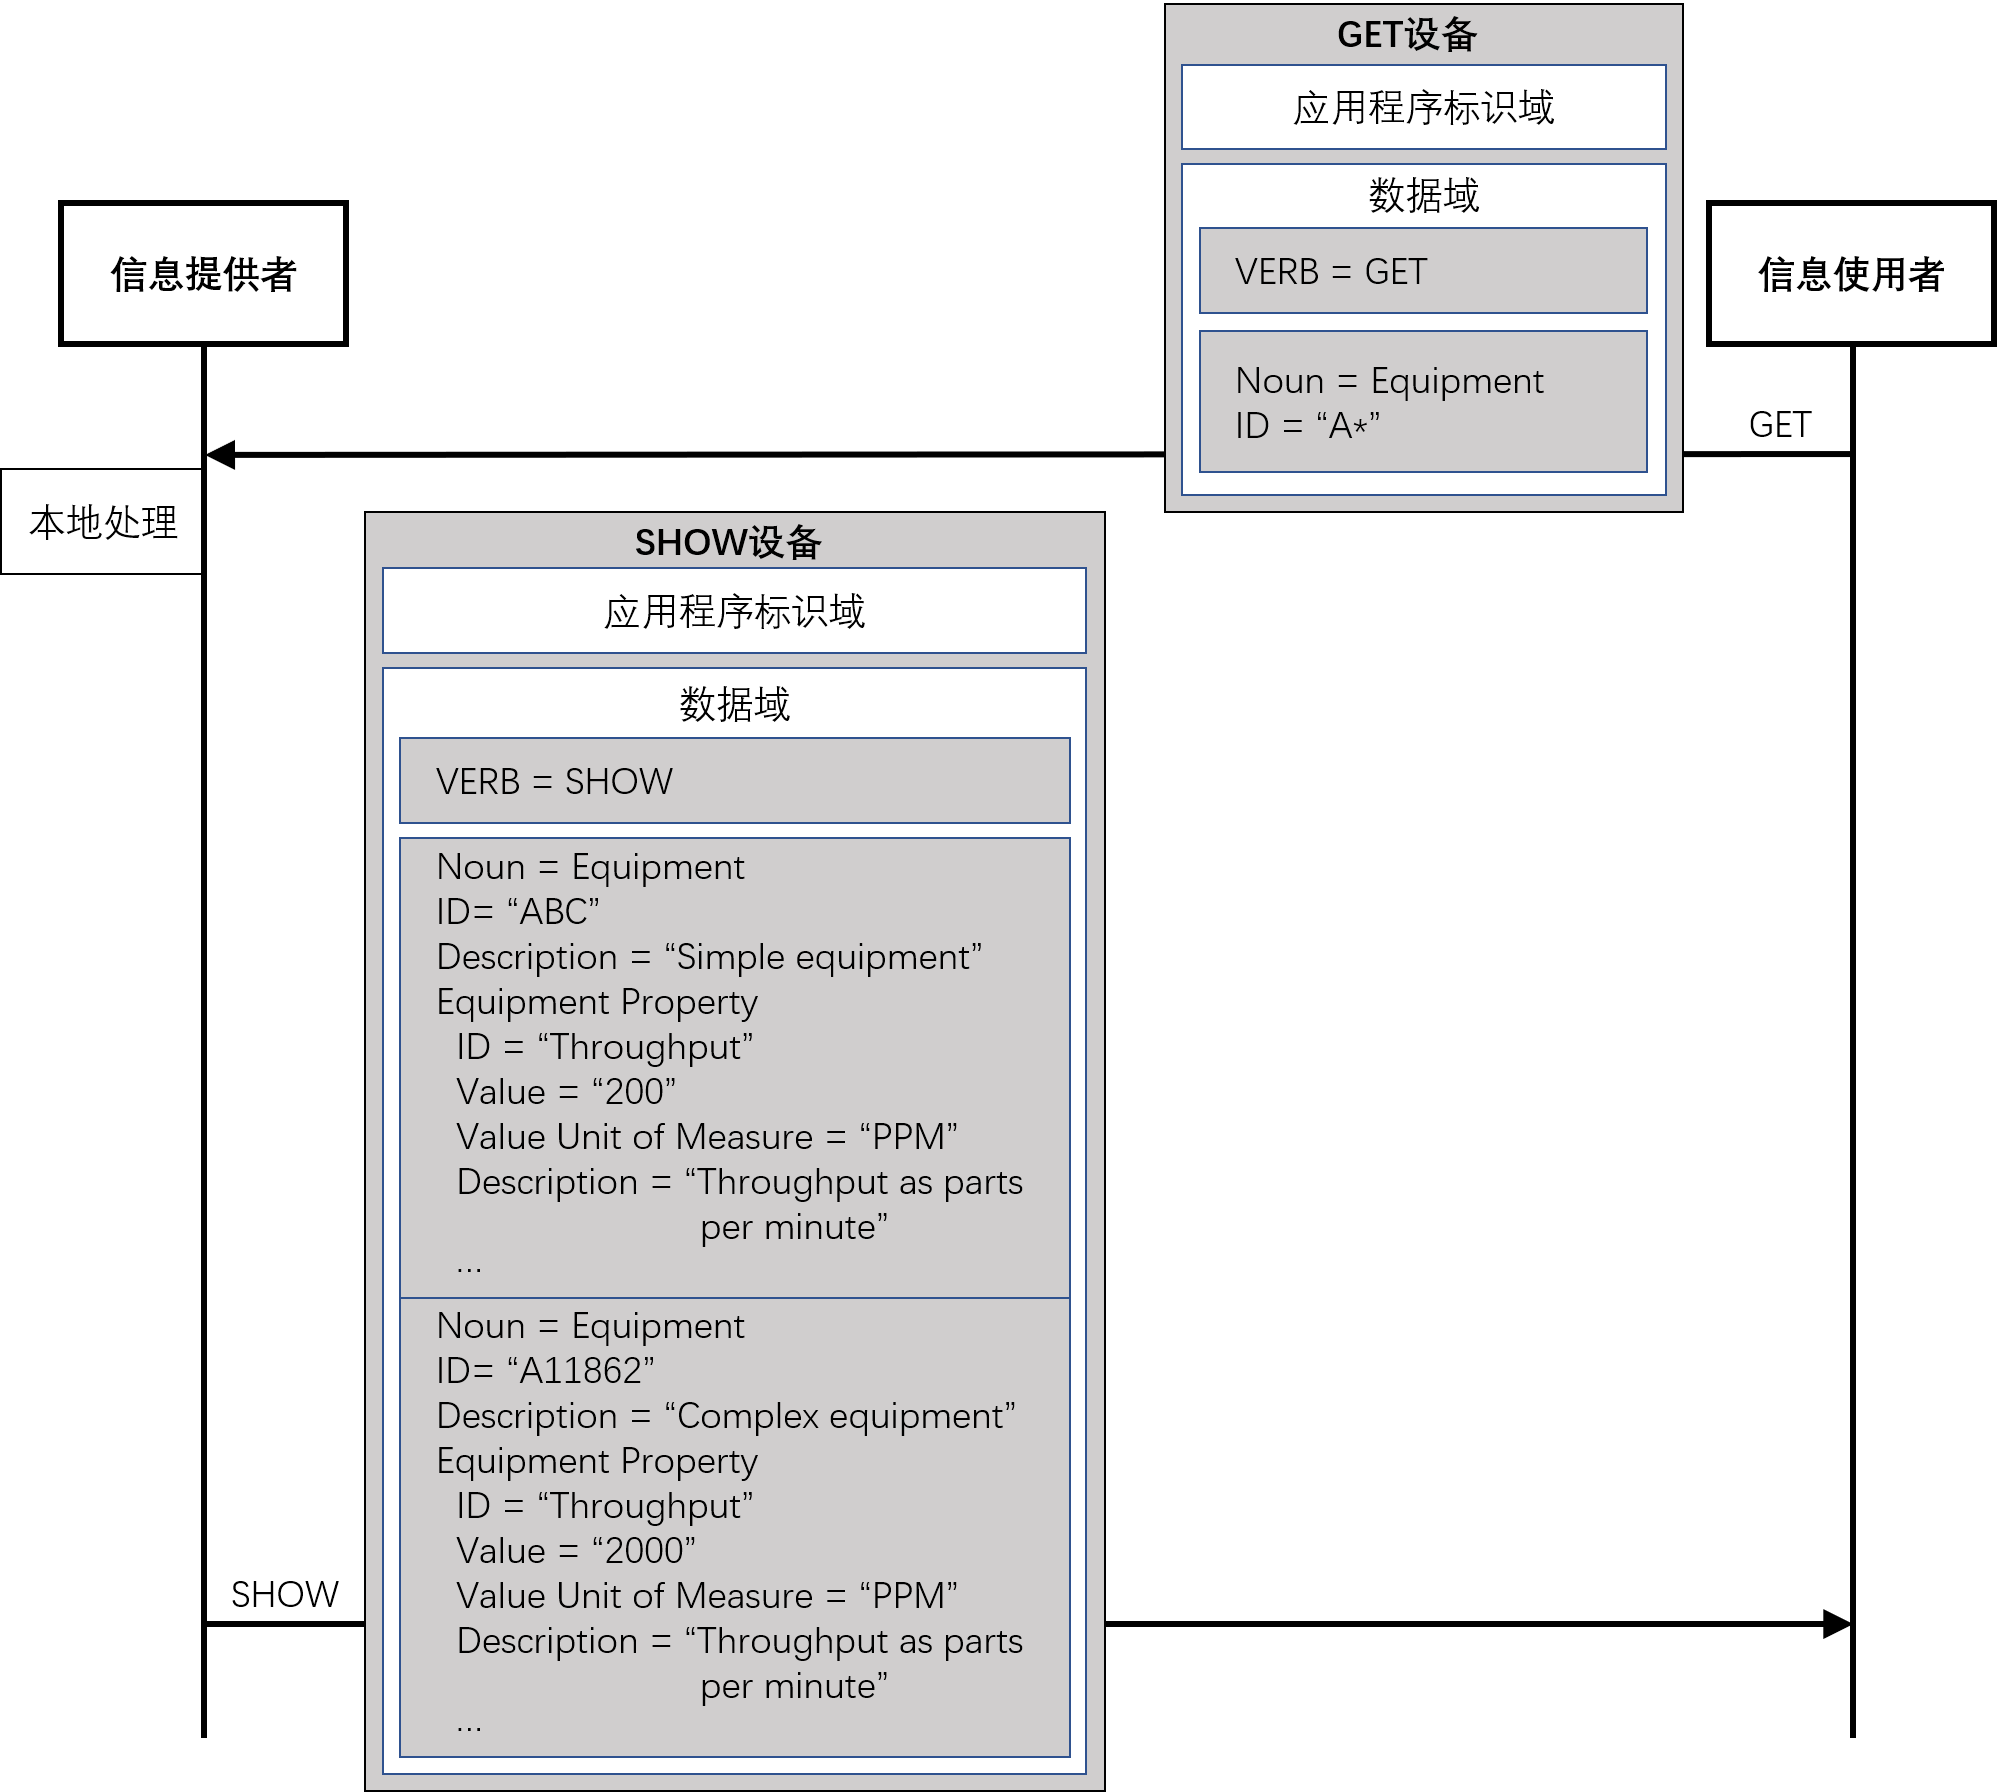 GET设备
应用程序标识域
数据域
VERB = GET
Noun = Equipment
ID = “A*”
信息提供者
信息使用者
GET
本地处理
SHOW设备
应用程序标识域
数据域
VERB = SHOW
Noun = Equipment
ID= “ABC”
Description = “Simple equipment”
Equipment Property
ID = “Throughput”
Value = “200”
Value Unit of Measure = “PPM”
Description = “Throughput as parts
per minute”
...
Noun = Equipment
ID= “A11862”
Description = “Complex equipment”
Equipment Property
ID = “Throughput”
Value = “2000”
Value Unit of Measure = “PPM”
Description = “Throughput as parts
per minute”
...
SHOW